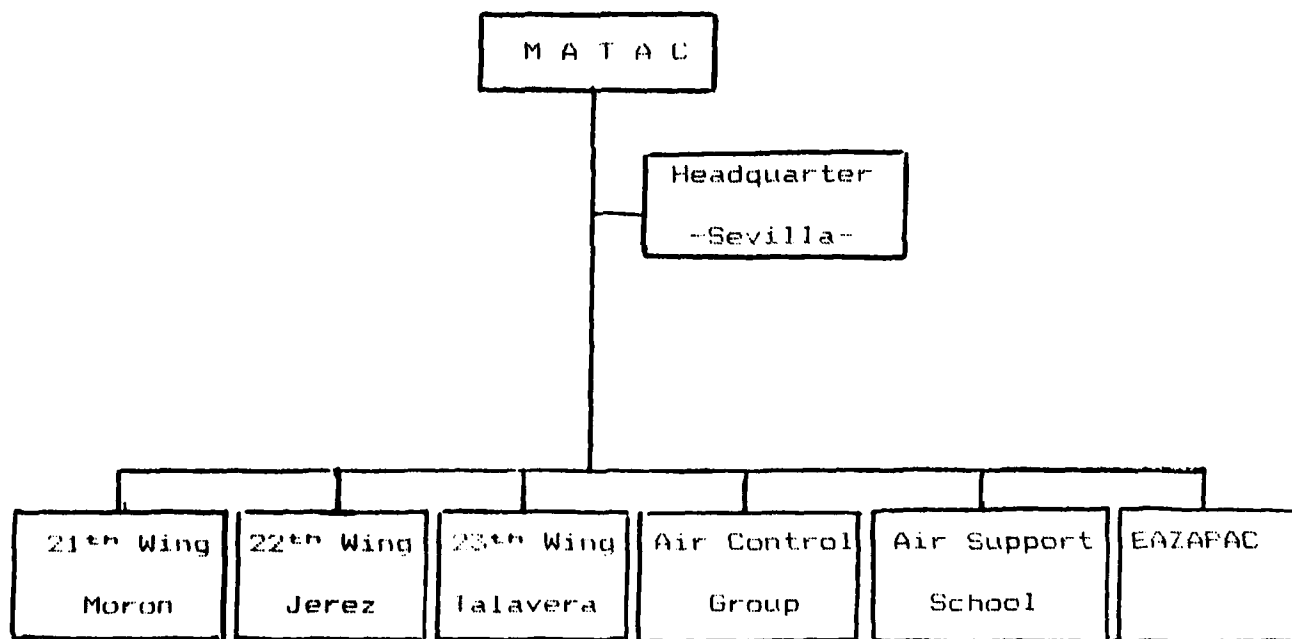 M A T A C
Headquarter
-Sevilla-
21th Wing
Moron
22th Wing
Jerez
23th Wing
Talavera
Air Control
Group
Air Support
School
EAZAPAC